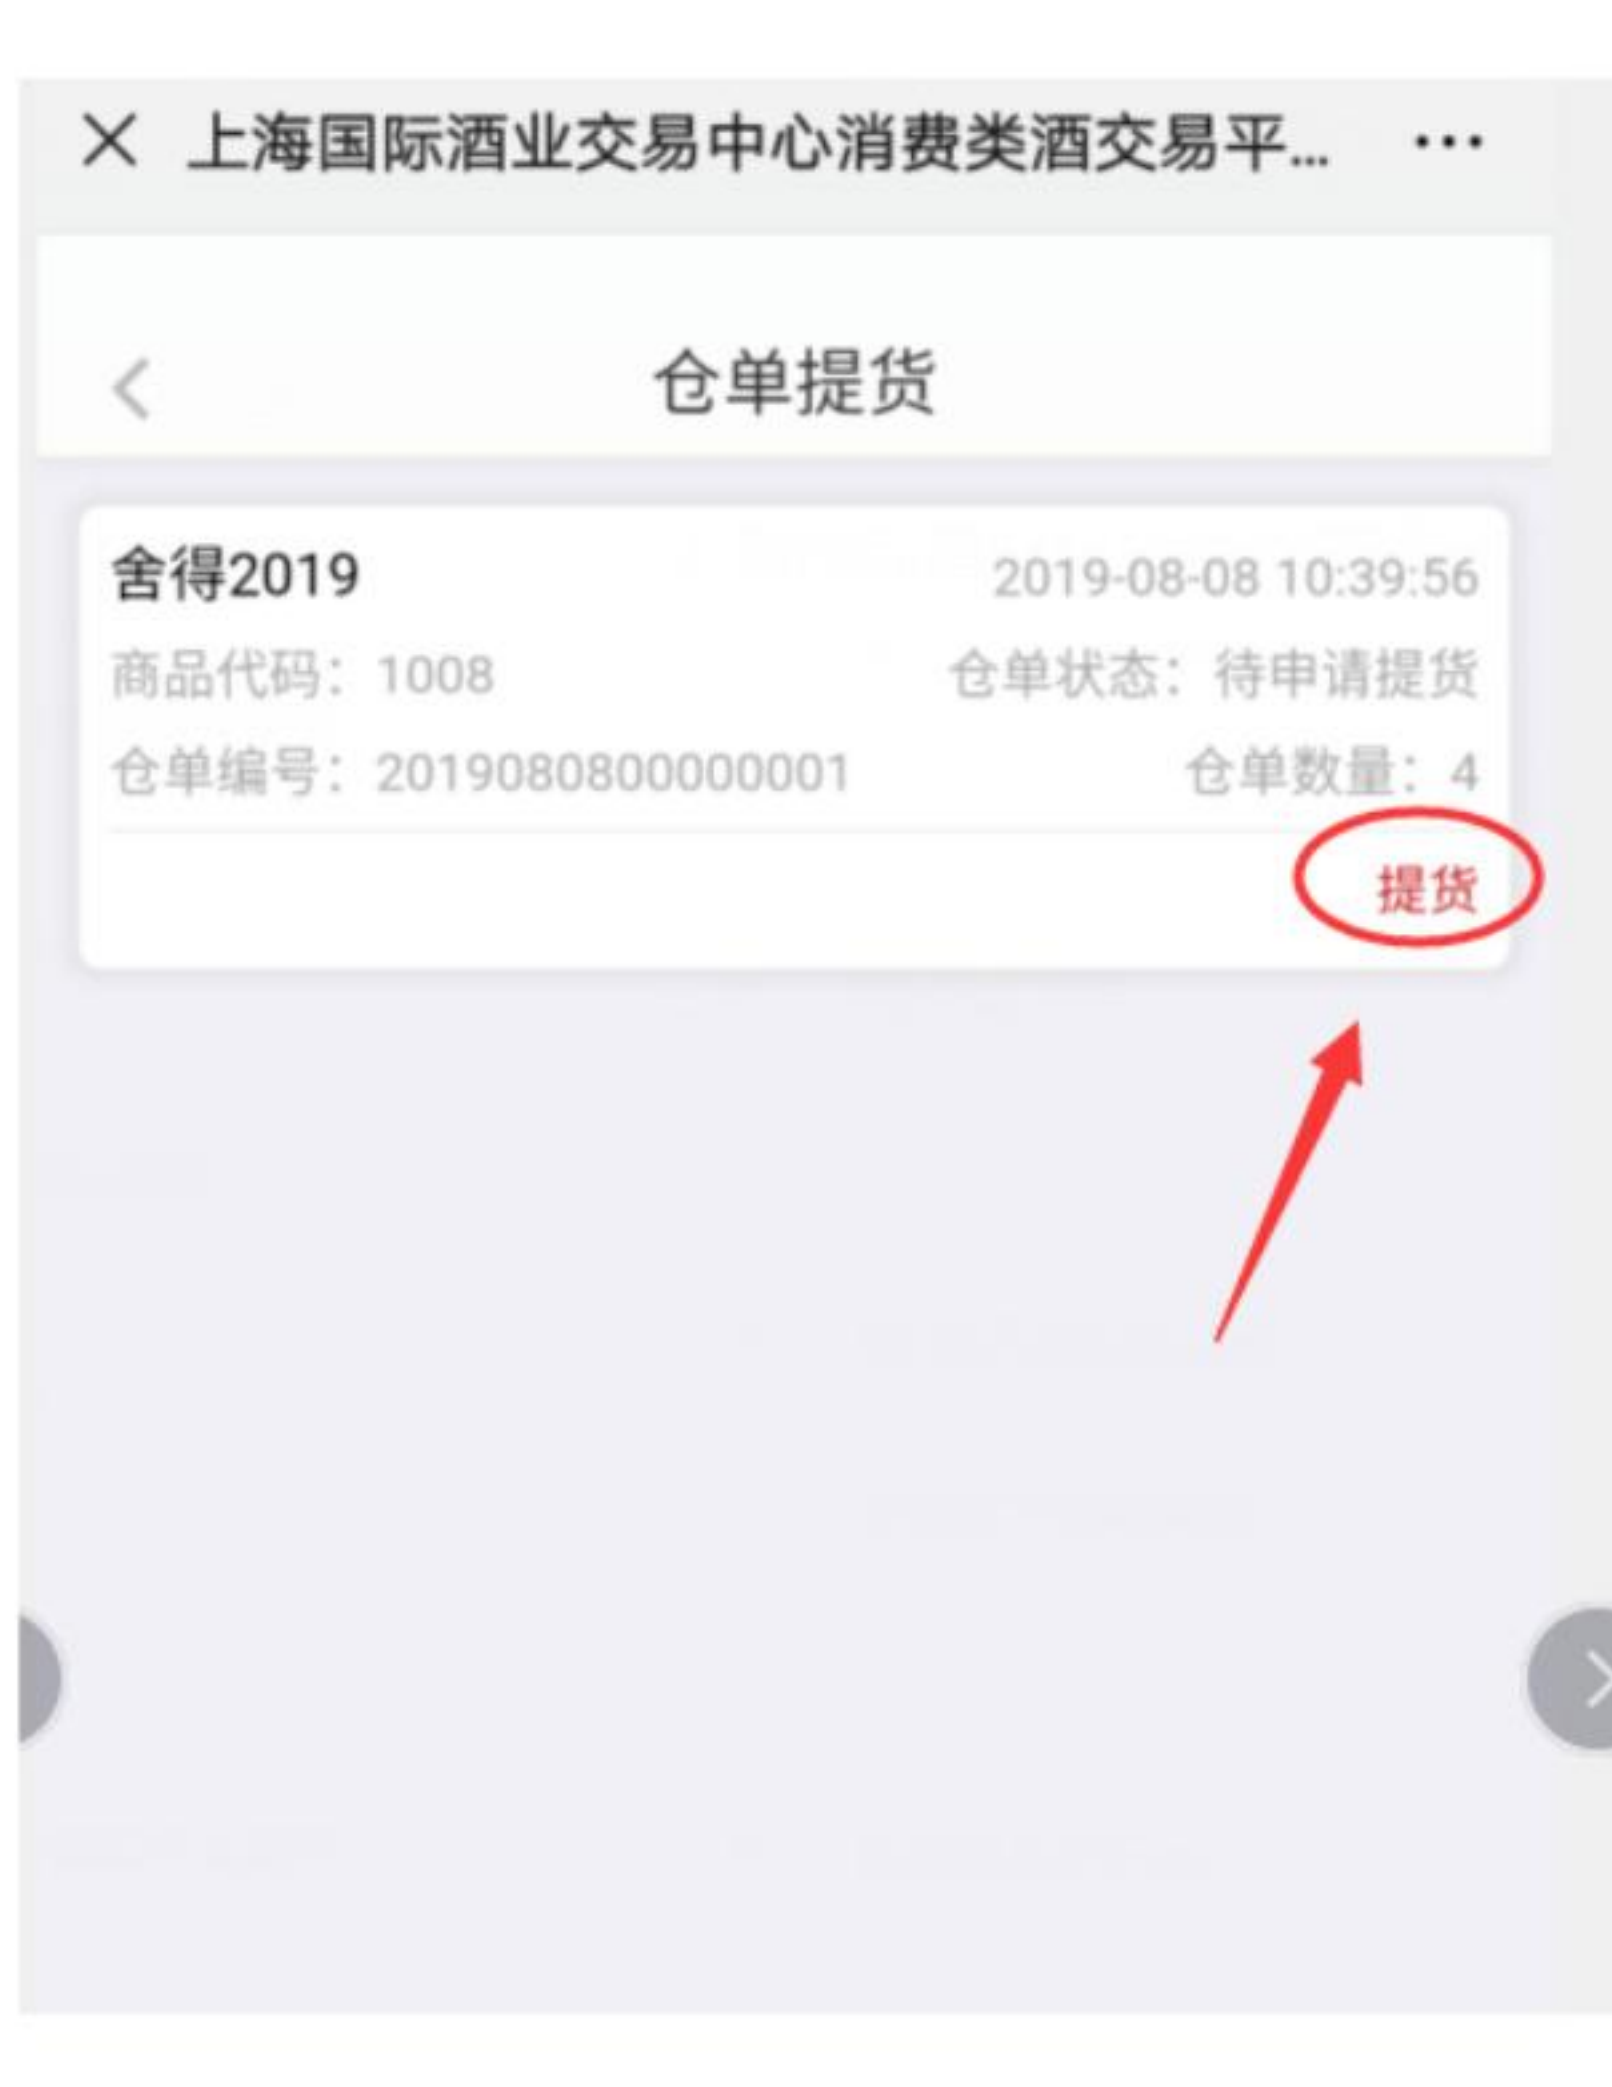 上海国际酒业交易中心消费类酒交易平...
仓单提货
舍得2019
2019-08-08 10:39:56
商品代码：1008
仓单状态：待申请提货
仓单编号：2019080800000001
仓单数量：4
提货